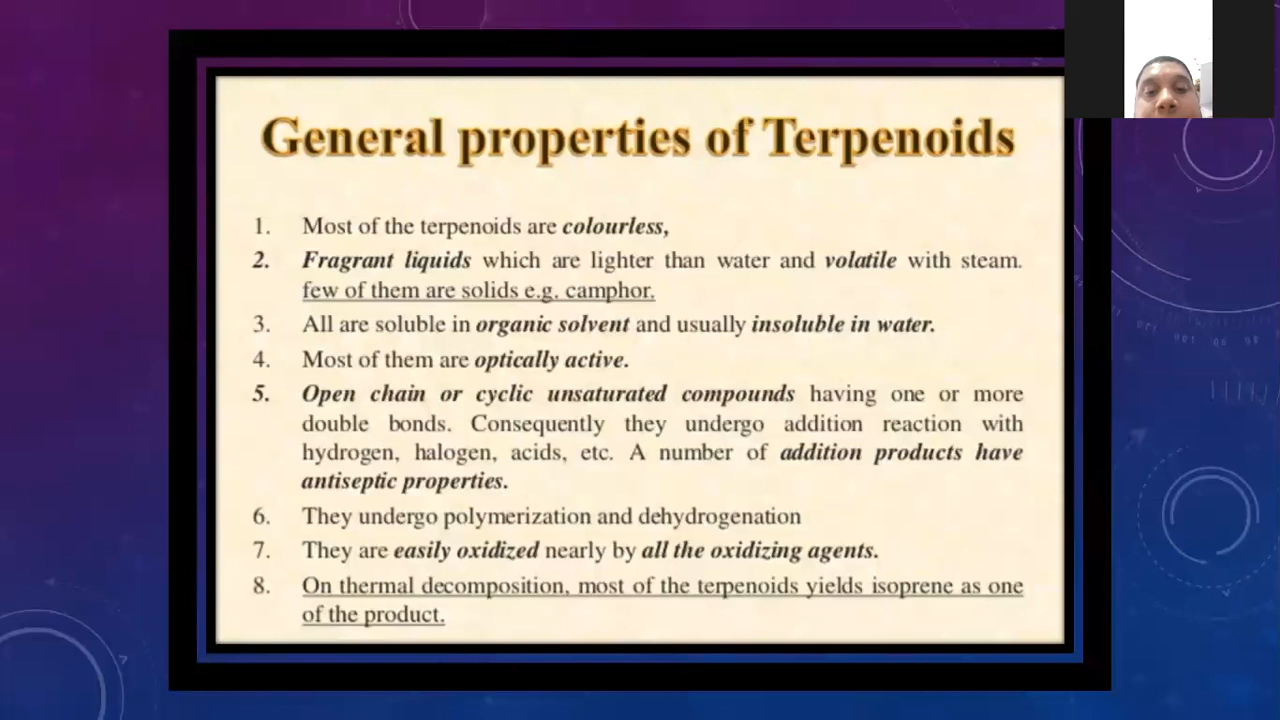 General properties of Terpenoids
1. Most of the terpenoids are colourless,
2. Fragrant liquids which are lighter than water and volatile with steam.
few of them are solids e.g. camphor.
3. All are soluble in organic solvent and usually insoluble in water.
4. Most of them are optically active.
5. Open chain or cyclic unsaturated compounds having one or more
double bonds. Consequently they undergo addition reaction with
hydrogen, halogen, acids, etc. A number of addition products have
antiseptic properties.
6. They undergo polymerization and dehydrogenation
7. They are easily oxidized nearly by all the oxidizing agents.
8. On thermal decomposition, most of the terpenoids yields isoprene as one
of the product.